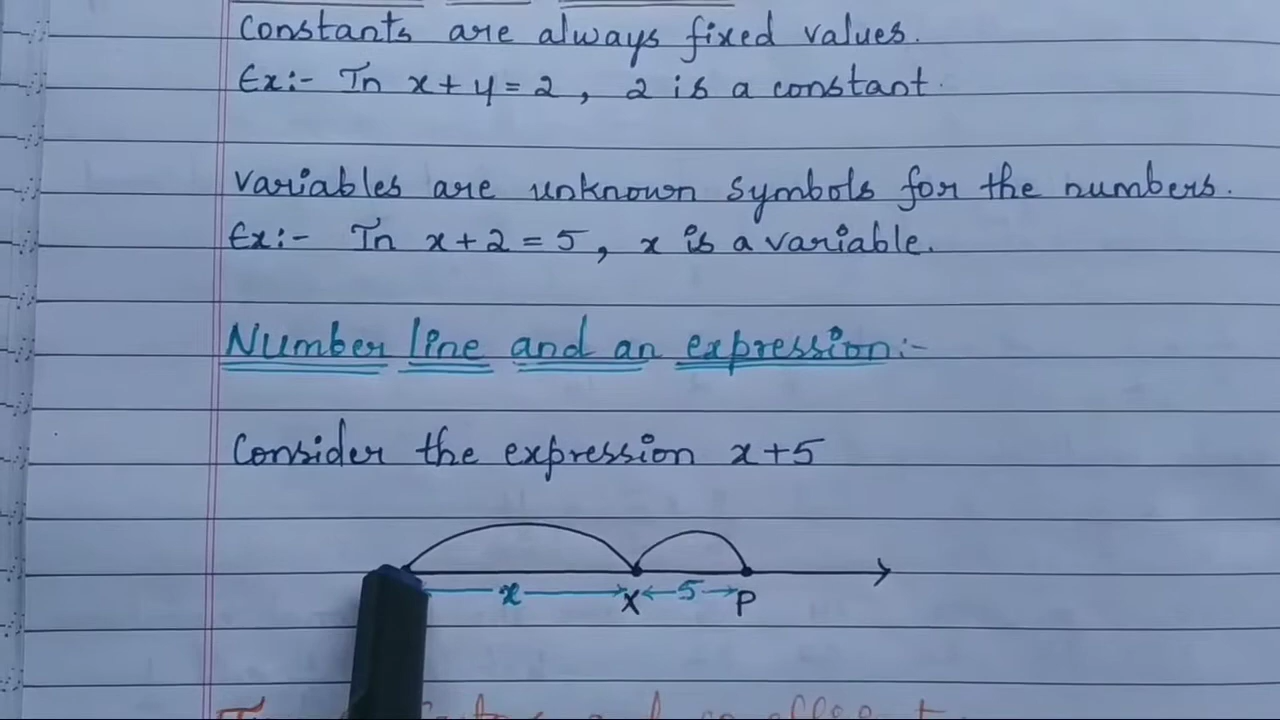 Constants are always fixed values.
Ex:- In x+y=2, 2 is a constant.
Variables are unknown symbols for the numbers.
Ex:- In x+2=5, x is a variable.
Number line and an expression:-
Consider the expression x+5
x 5
X P